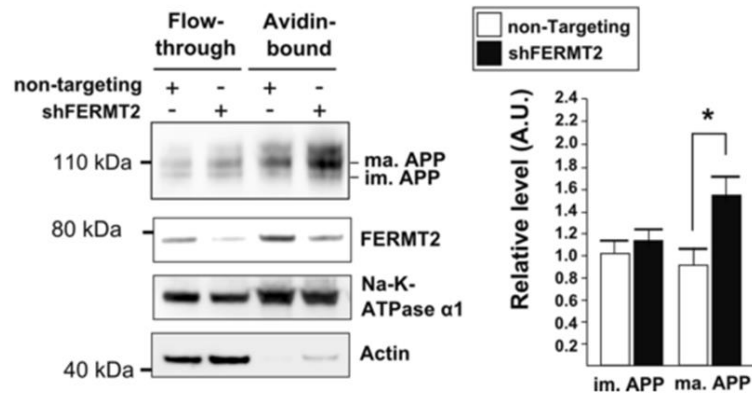 Flow-
through
Avidin-
bound
non-targeting + - + -
shFERMT2 - + - +
110 kDa
ma. APP
im. APP
80 kDa
FERMT2
Na-K-
ATPase α1
Actin
40 kDa
non-Targeting
shFERMT2
Relative level (A.U.)
2.4
2.2
2.0
1.8
1.6
1.4
1.2
1.0
0.8
0.6
0.4
0.2
*
im. APP
ma. APP